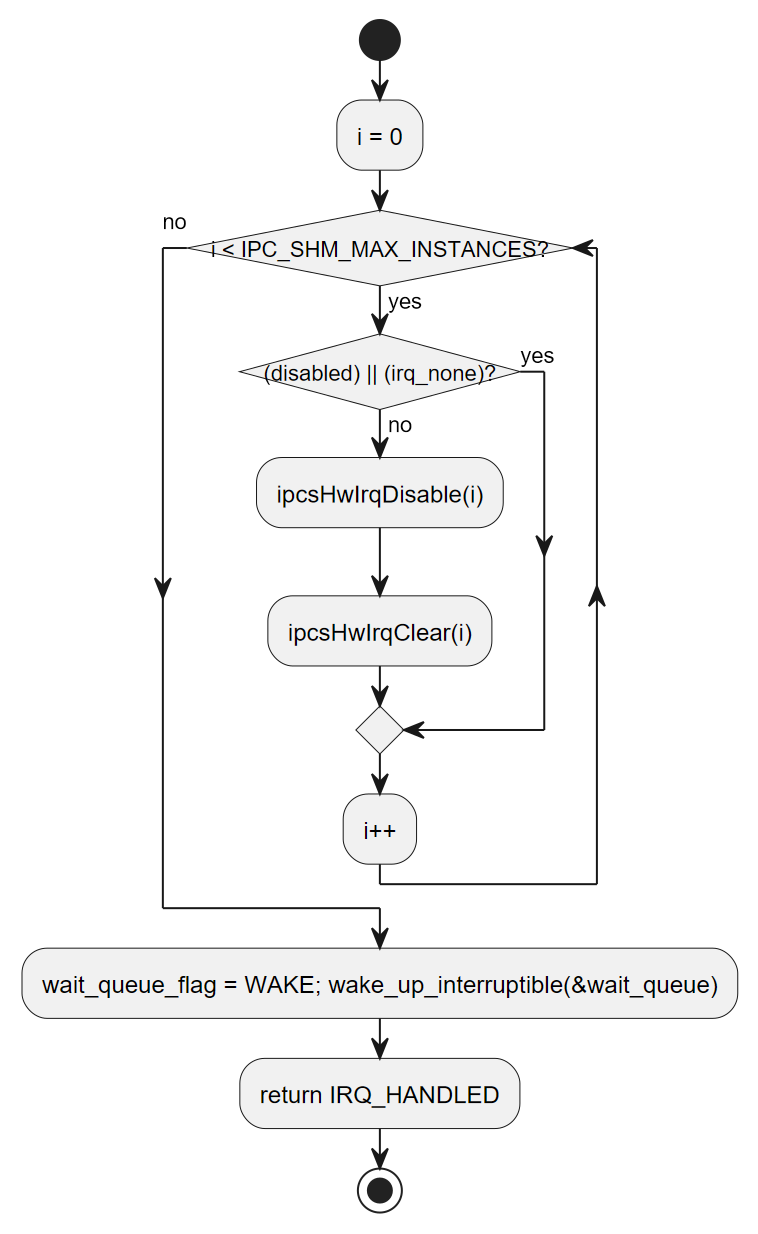 i = 0
no
i < IPC_SHM_MAX_INSTANCES?
yes
(disabled) || (irq_none)?
yes
no
ipcsHwIrqDisable(i)
ipcsHwIrqClear(i)
i++
wait_queue_flag = WAKE; wake_up_interruptible(&wait_queue)
return IRQ_HANDLED